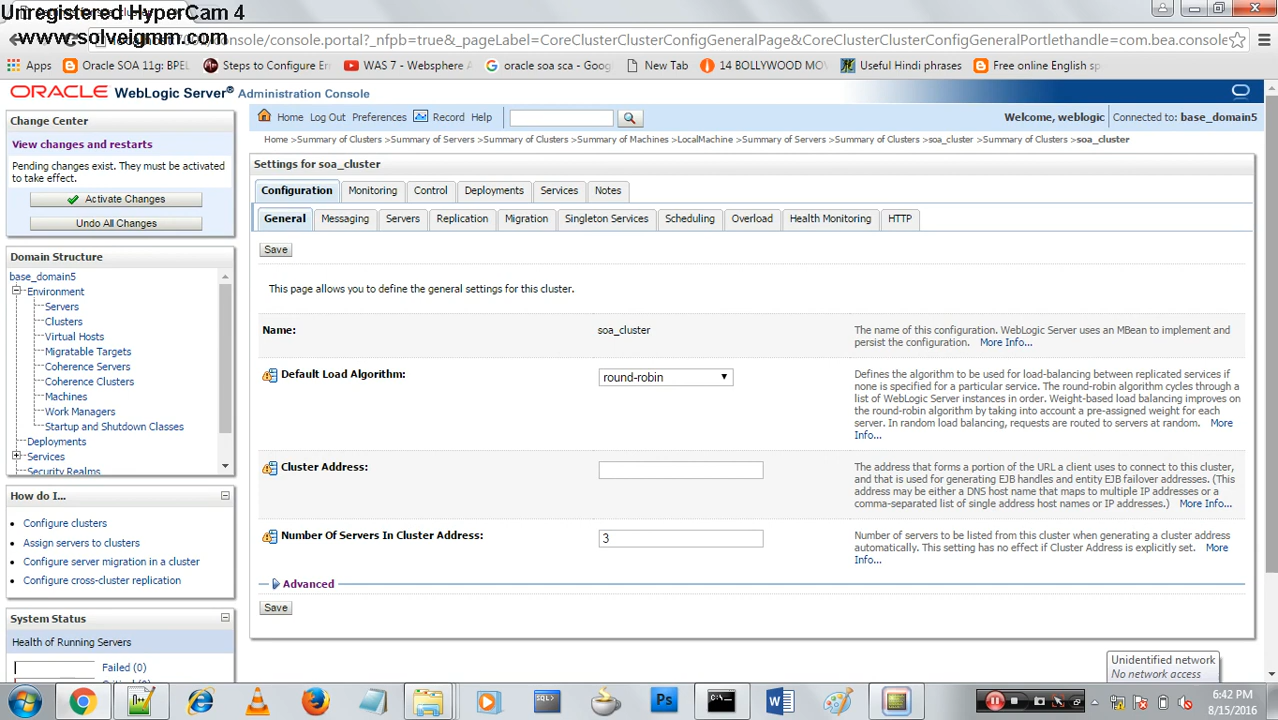 Unregistered HyperCam 4
www.solveigmm.com
/console/console.portal?_nfpb=true&_pageLabel=CoreClusterClusterConfigGeneralPage&CoreClusterClusterConfigGeneralPortlethandle=com.bea.console
Apps Oracle SOA 11g: BPEL Steps to Configure Em WAS 7 - Websphere A oracle soa sca - Goog New Tab 14 BOLLYWOOD MOV Useful Hindi phrases Free online English sp
ORACLE WebLogic Server® Administration Console
Change Center
View changes and restarts
Pending changes exist. They must be activated
to take effect.
Activate Changes
Undo All Changes
Domain Structure
base_domain5
Environment
Servers
Clusters
Virtual Hosts
Migratable Targets
Coherence Servers
Coherence Clusters
Machines
Work Managers
Startup and Shutdown Classes
Deployments
Services
Security Realms
How do I...
Configure clusters
Assign servers to clusters
Configure server migration in a cluster
Configure cross-cluster replication
System Status
Health of Running Servers
Failed (0)
Home Log Out Preferences Record Help
Welcome, weblogic Connected to: base_domain5
Home >Summary of Clusters >Summary of Servers >Summary of Clusters >Summary of Machines >LocalMachine >Summary of Servers >Summary of Clusters >soa_cluster >Summary of Clusters >soa_cluster
Settings for soa_cluster
Configuration Monitoring Control Deployments Services Notes
General Messaging Servers Replication Migration Singleton Services Scheduling Overload Health Monitoring HTTP
Save
This page allows you to define the general settings for this cluster.
Name: soa_cluster
The name of this configuration. WebLogic Server uses an MBean to implement and
persist the configuration. More Info...
Default Load Algorithm: round-robin
Defines the algorithm to be used for load-balancing between replicated services if
none is specified for a particular service. The round-robin algorithm cycles through a
list of WebLogic Server instances in order. Weight-based load balancing improves on
the round-robin algorithm by taking into account a pre-assigned weight for each
server. In random load balancing, requests are routed to servers at random. More
Info...
Cluster Address:
The address that forms a portion of the URL a client uses to connect to this cluster,
and that is used for generating EJB handles and entity EJB failover addresses. (This
address may be either a DNS host name that maps to multiple IP addresses or a
comma-separated list of single address host names or IP addresses.) More Info...
Number Of Servers In Cluster Address: 3
Number of servers to be listed from this cluster when generating a cluster address
automatically. This setting has no effect if Cluster Address is explicitly set. More
Info...
Advanced
Save
Unidentified network
No network access
6:42 PM
8/15/2016